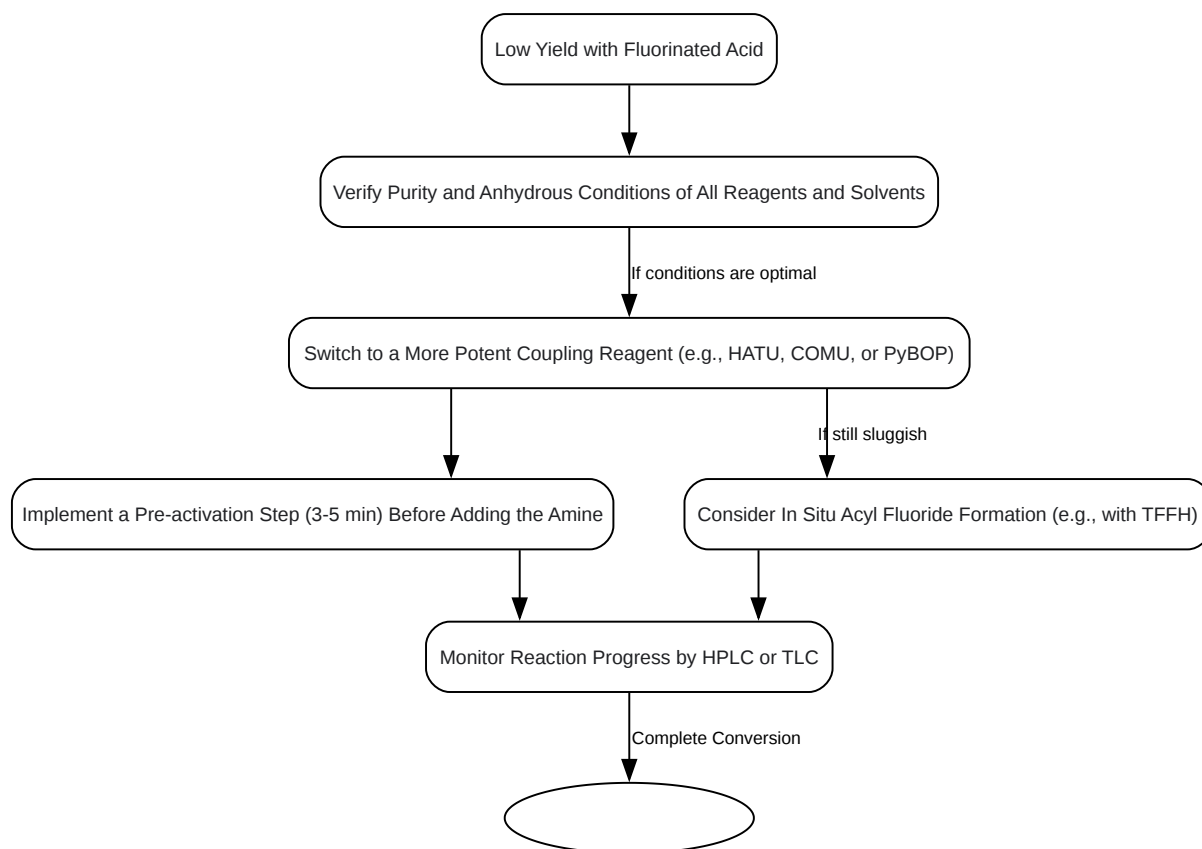 Low Yield with Fluorinated Acid
Verify Purity and Anhydrous Conditions of All Reagents and Solvents
If conditions are optimal
Switch to a More Potent Coupling Reagent (e.g., HATU, COMU, or PyBOP)
If still sluggish
Implement a Pre-activation Step (3-5 min) Before Adding the Amine
Consider In Situ Acyl Fluoride Formation (e.g., with TFFH)
Monitor Reaction Progress by HPLC or TLC
Complete Conversion